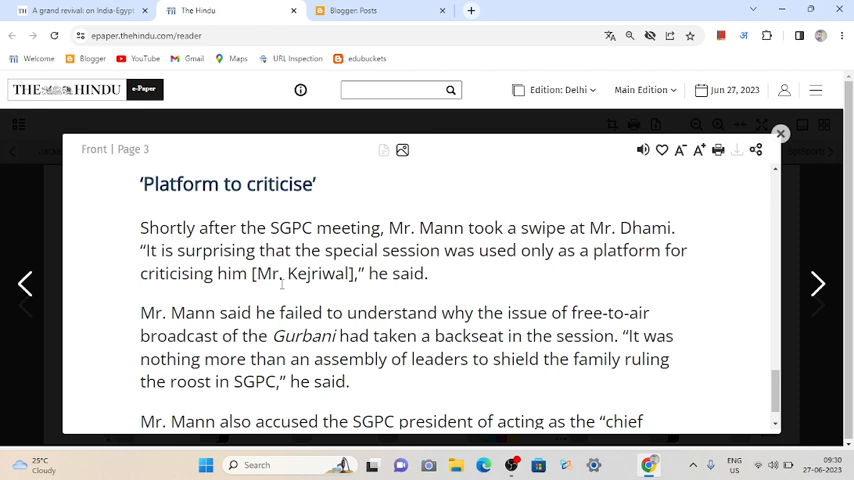 A grand revival: on India-Egypt
The Hindu
Blogger: Posts
epaper.thehindu.com/reader
Welcome
Blogger
YouTube
Gmail
Maps
URL Inspection
edubuckets
THE HINDU
e-Paper
Edition: Delhi
Main Edition
Jun 27, 2023
Front | Page 3
A-
A+
‘Platform to criticise’
Shortly after the SGPC meeting, Mr. Mann took a swipe at Mr. Dhami.
“It is surprising that the special session was used only as a platform for
criticising him [Mr. Kejriwal],” he said.
Mr. Mann said he failed to understand why the issue of free-to-air
broadcast of the Gurbani had taken a backseat in the session. “It was
nothing more than an assembly of leaders to shield the family ruling
the roost in SGPC,” he said.
Mr. Mann also accused the SGPC president of acting as the “chief
25°C
Cloudy
Search
ENG
US
09:30
27-06-2023